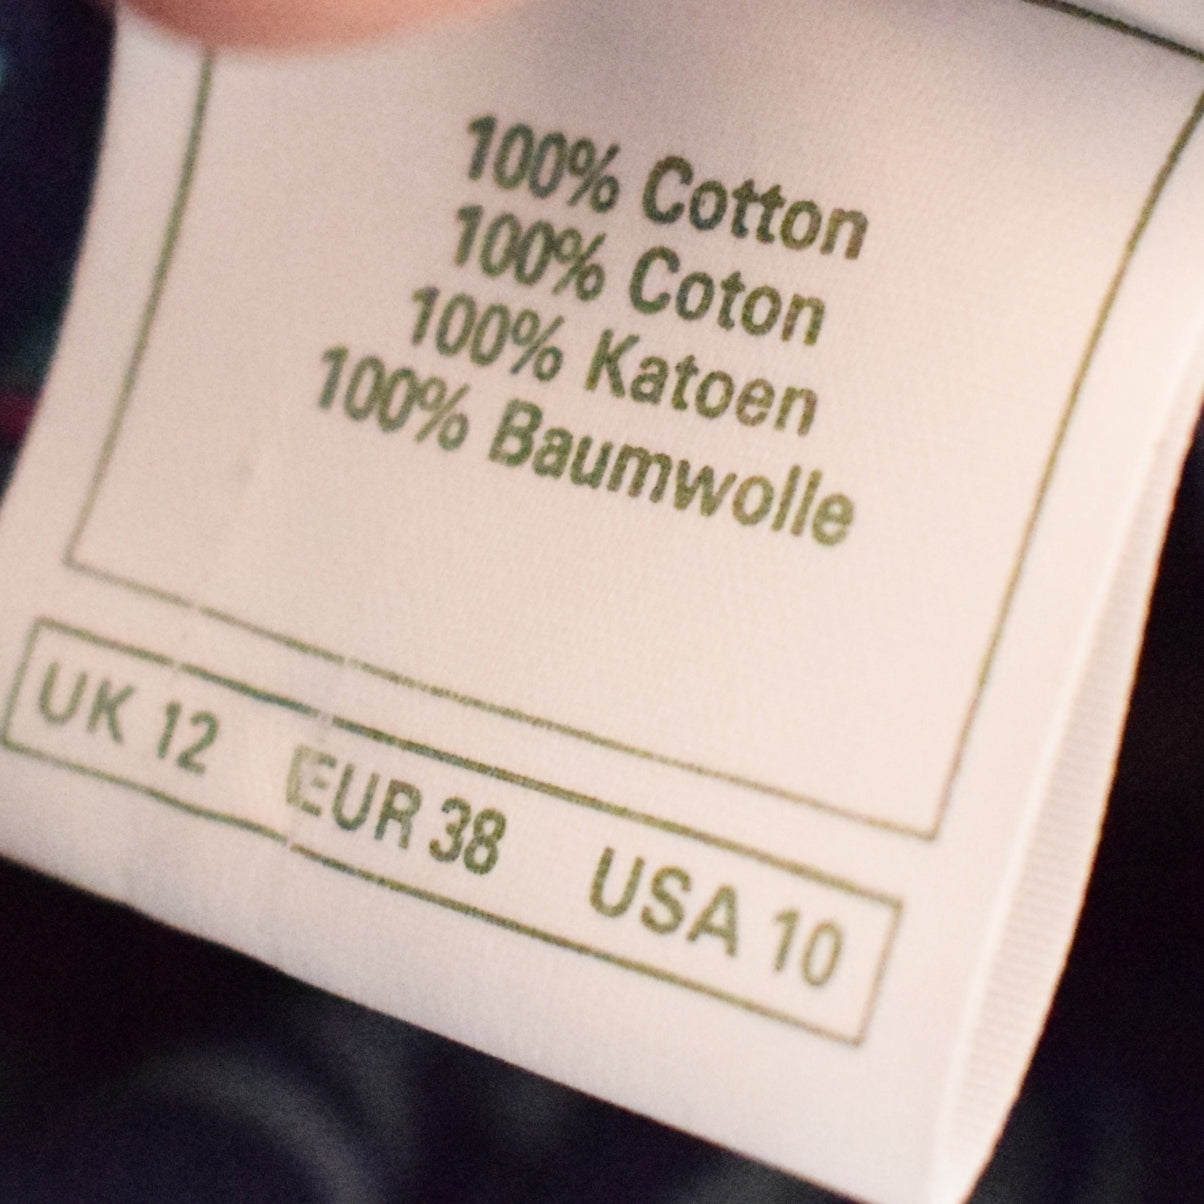 100% Cotton
100% Coton
100% Katoen
100% Baumwolle
UK 12 EUR 38 USA 10